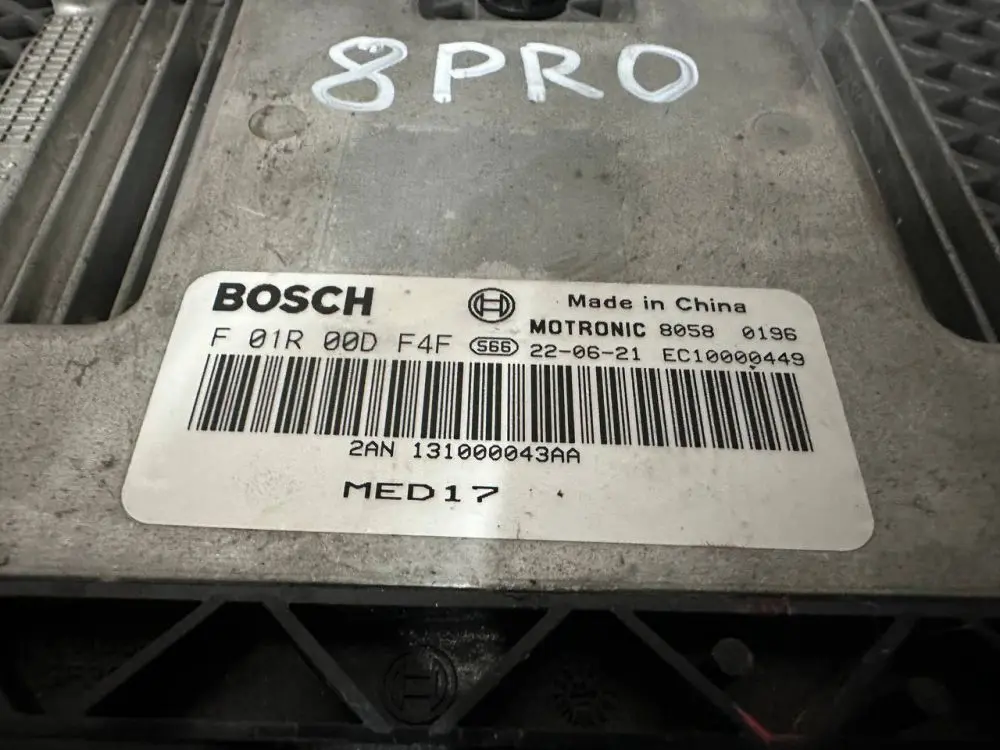 8PRO
BOSCH Made in China
MOTRONIC 8058 0196
F 01R 00D F4F S66 22-06-21 EC10000449
2AN 131000043AA
MED17